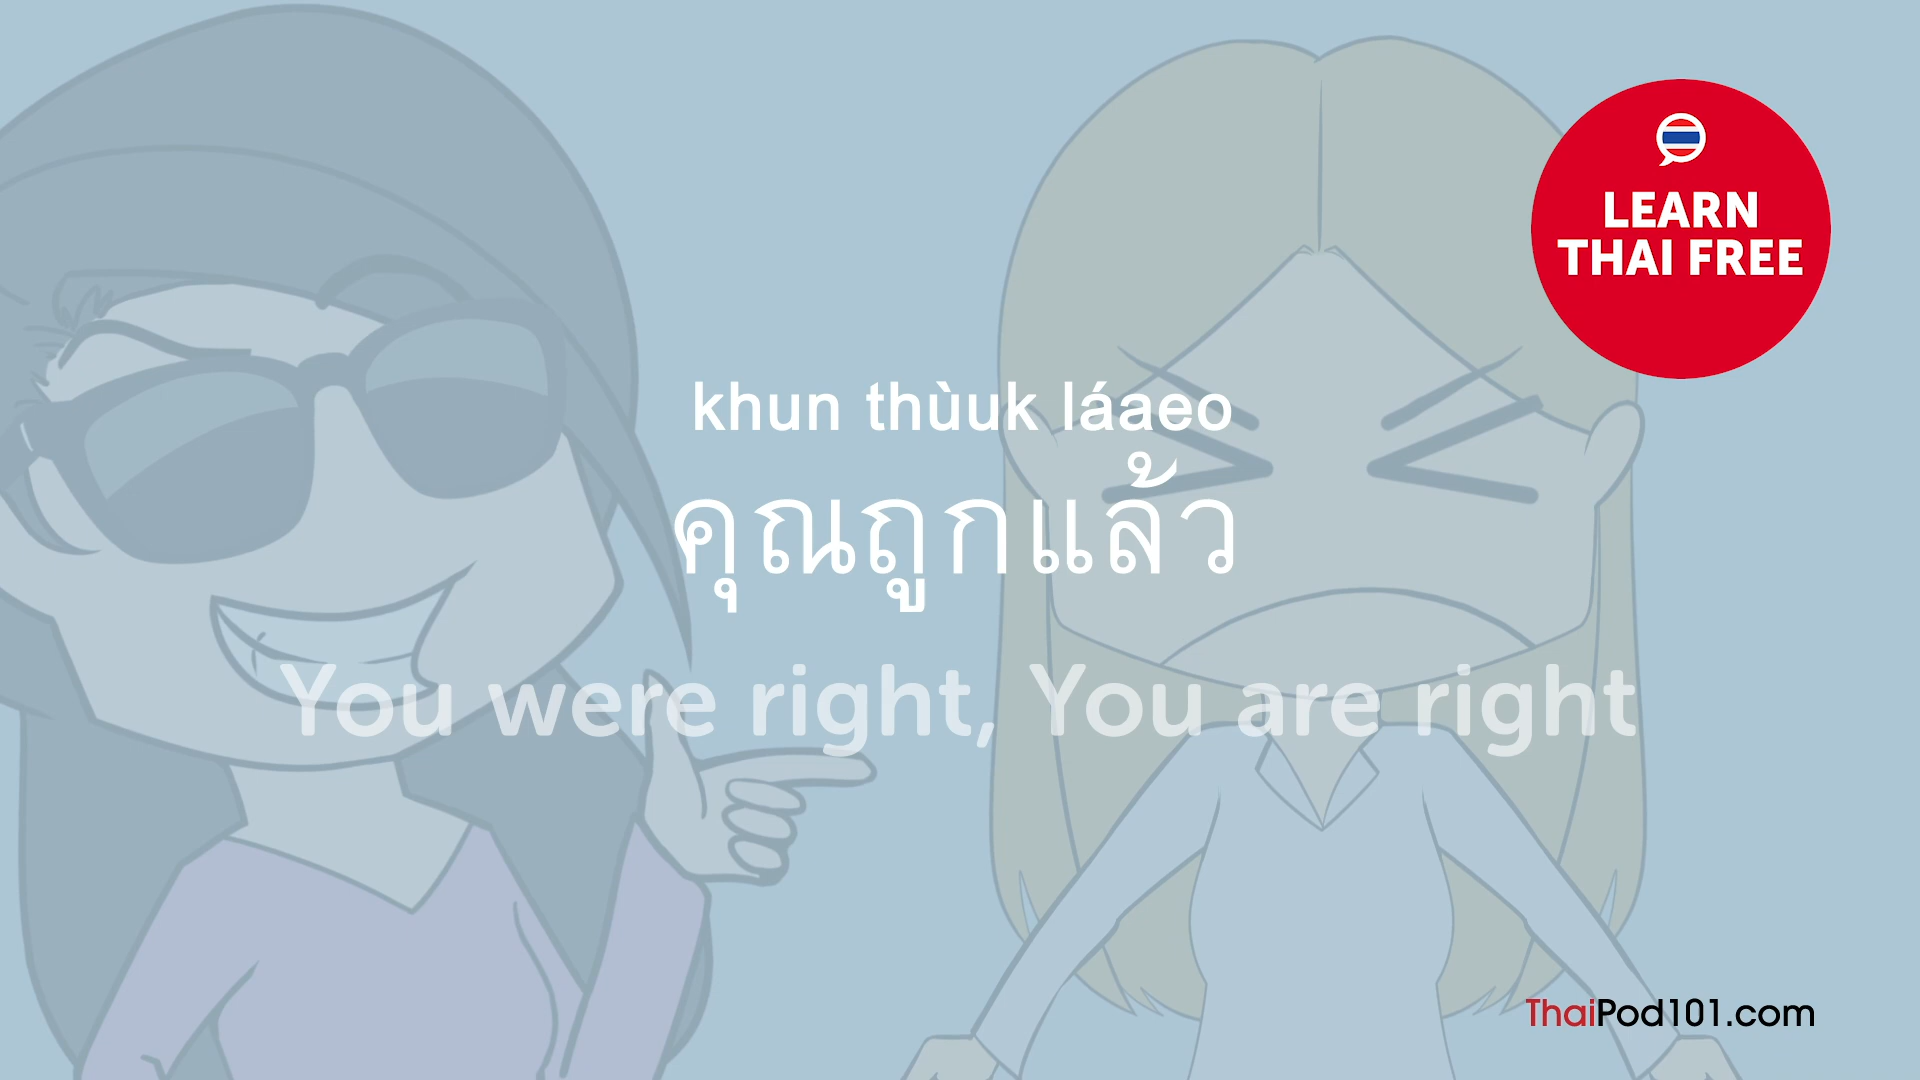 LEARN
THAI FREE
khun thùuk láaeo
คุณถูกแล้ว
You were right, You are right
ThaiPod101.com